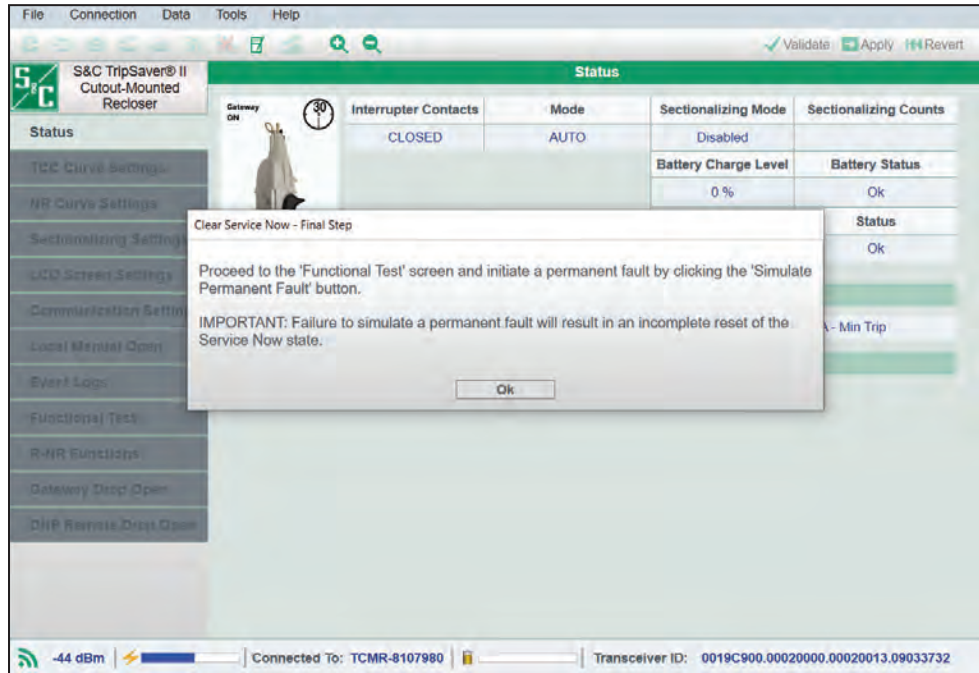 File Connection Data Tools Help
Validate Apply Revert
S&C S&C TripSaver® II
Cutout-Mounted
Recloser
Status
Status
TCC Curve Settings
NR Curve Settings
Sectionalizing Settings
LCD Screen Settings
Communication Settin
Local Manual Open
Event Logs
Functional Test
R-NR Functions
Gateway Drop Open
DNP Remote Drop Open
Gateway
ON
30
Interrupter Contacts Mode Sectionalizing Mode Sectionalizing Counts
CLOSED AUTO Disabled
Battery Charge Level Battery Status
0 % Ok
Status
Ok
A - Min Trip
Clear Service Now - Final Step
Proceed to the 'Functional Test' screen and initiate a permanent fault by clicking the 'Simulate
Permanent Fault' button.
IMPORTANT: Failure to simulate a permanent fault will result in an incomplete reset of the
Service Now state.
Ok
-44 dBm Connected To: TCMR-8107980 Transceiver ID: 0019C900.00020000.00020013.09033732